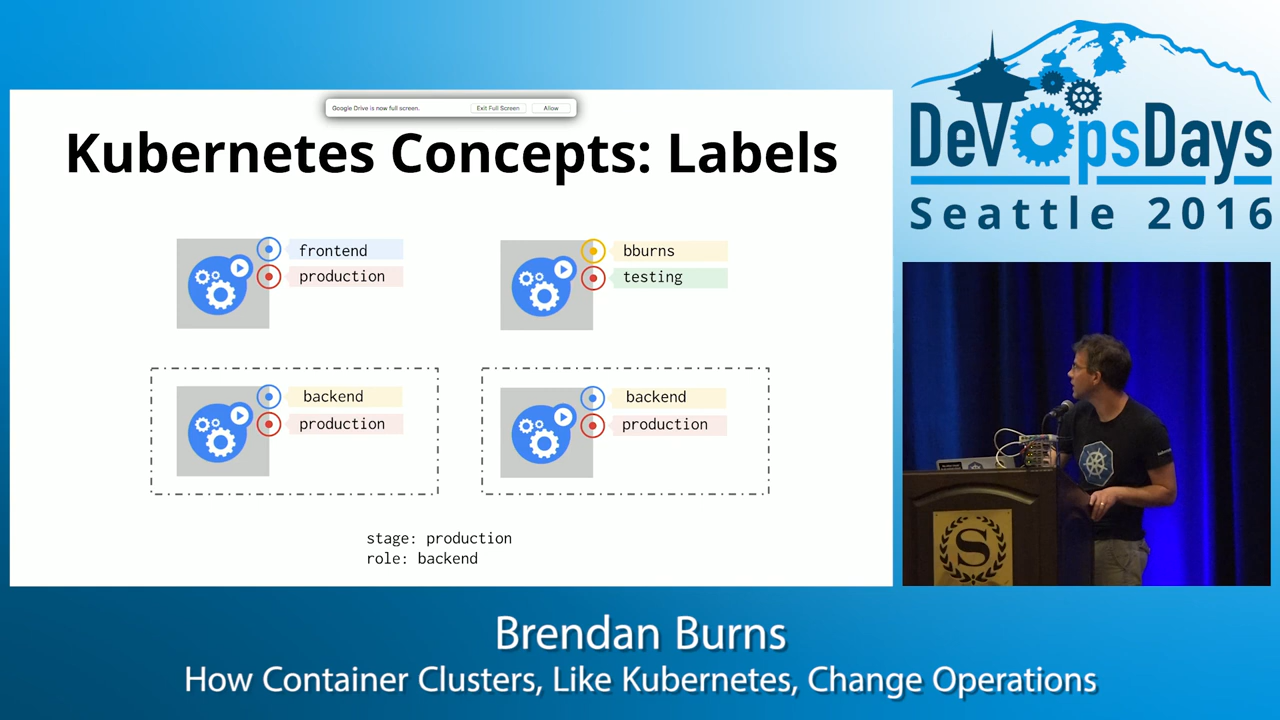 Google Drive is now full screen. Exit Full Screen Allow
Kubernetes Concepts: Labels
frontend
production
bburns
testing
backend
production
backend
production
stage: production
role: backend
DevOpsDays
Seattle 2016
S
Brendan Burns
How Container Clusters, Like Kubernetes, Change Operations